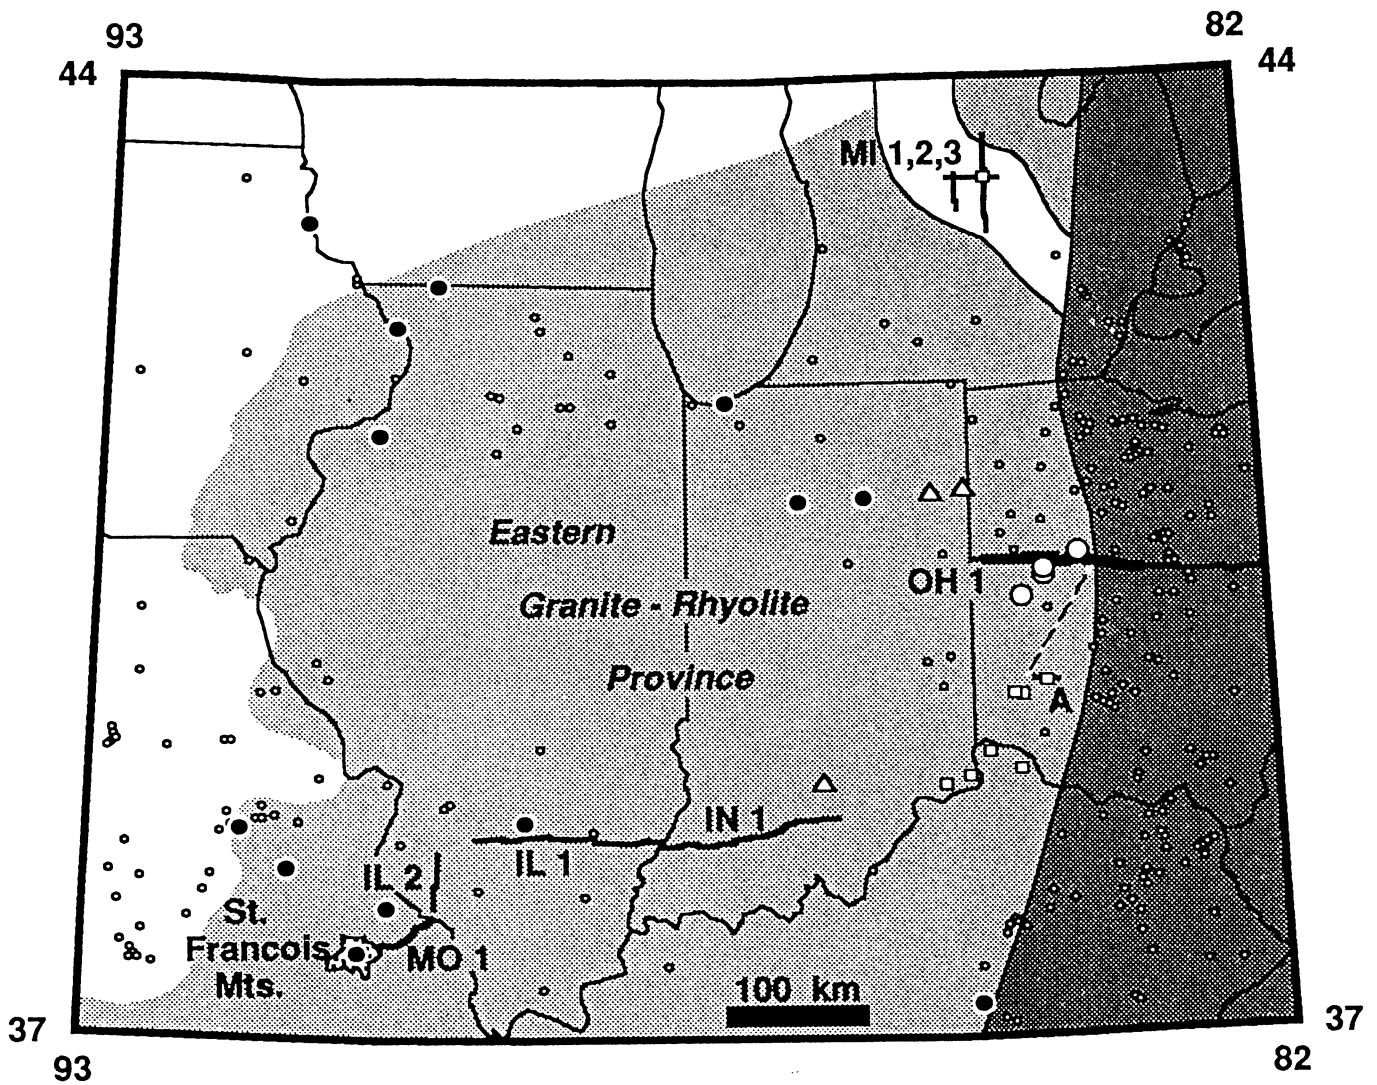 93
82
44
44
MI 1,2,3
Eastern
Granite - Rhyolite
Province
OH 1
A
IN 1
IL 1
IL 2
St.
Francois
Mts.
MO 1
100 km
37
37
93
82